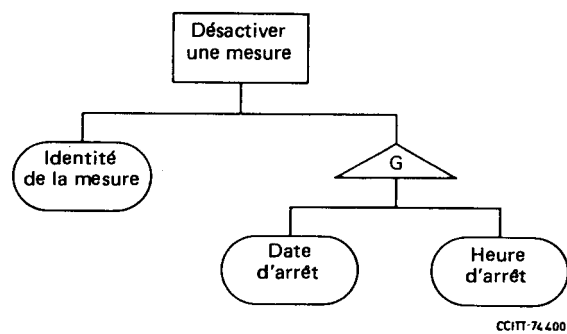 Désactiver
une mesure
Identité
de la mesure
G
Date
d'arrêt
Heure
d'arrêt
CCITT-74400